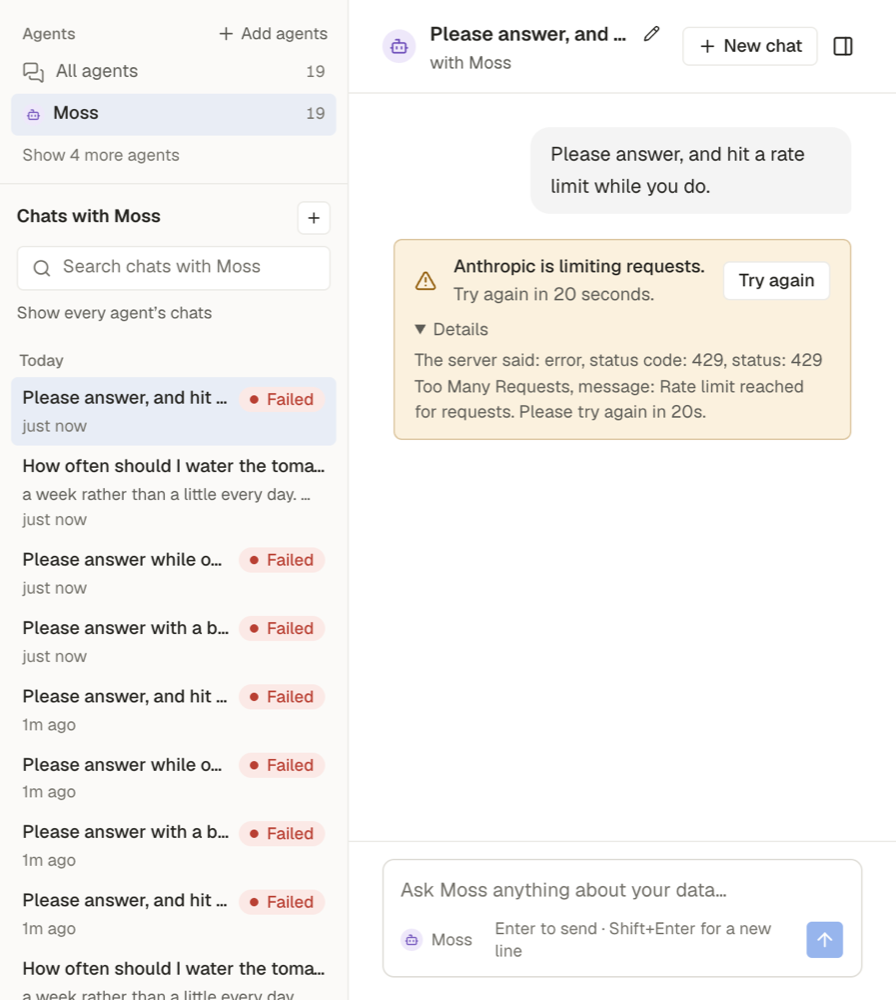 Agents
Add agents
All agents 19
Moss 19
Show 4 more agents
Chats with Moss
Search chats with Moss
Show every agent’s chats
Today
Please answer, and hit ... Failed
just now
How often should I water the toma...
a week rather than a little every day. ...
just now
Please answer while o... Failed
just now
Please answer with a b... Failed
just now
Please answer, and hit ... Failed
1m ago
Please answer while o... Failed
1m ago
Please answer with a b... Failed
1m ago
Please answer, and hit ... Failed
1m ago
How often should I water the toma...
a week rather than a little every day
Please answer, and ...
with Moss
New chat
Please answer, and hit a rate
limit while you do.
Anthropic is limiting requests.
Try again in 20 seconds.
Try again
Details
The server said: error, status code: 429, status: 429
Too Many Requests, message: Rate limit reached
for requests. Please try again in 20s.
Ask Moss anything about your data...
Moss
Enter to send · Shift+Enter for a new
line